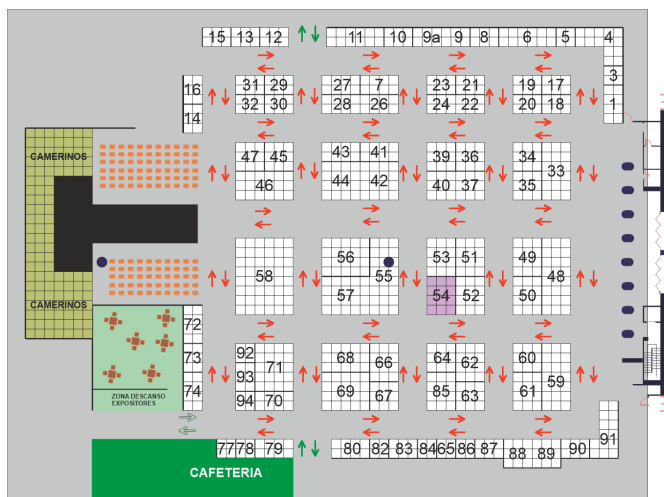 15 13 12 11 10 9a 9 8 6 5 4
3
1
16
14
31 29 27 7 23 21 19 17
32 30 28 26 24 22 20 18
CAMERINOS
47 45 43 41 39 36 34 33
46 44 42 40 37 35
58 56 55 53 51 49 48
57 54 52 50
CAMERINOS
72
73
74
92 71 68 66 64 62 60 59
93
94 70 69 67 85 63 61
ZONA DESCANSO
EXPOSITORES
91
77 78 79 80 82 83 84 65 86 87 88 89 90
CAFETERIA